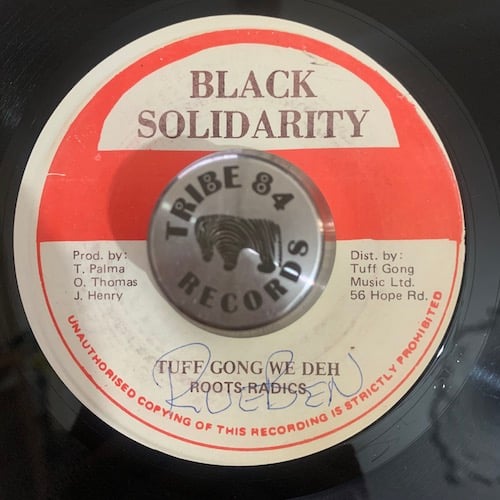 BLACK
SOLIDARITY
TRIBE 84
RECORDS
Prod. by:
T. Palma
O. Thomas
J. Henry
Dist. by:
Tuff Gong
Music Ltd.
56 Hope Rd.
TUFF GONG WE DEH
ROOTS RADICS
RUEBEN
UNAUTHORISED COPYING OF THIS RECORDING IS STRICTLY PROHIBITED